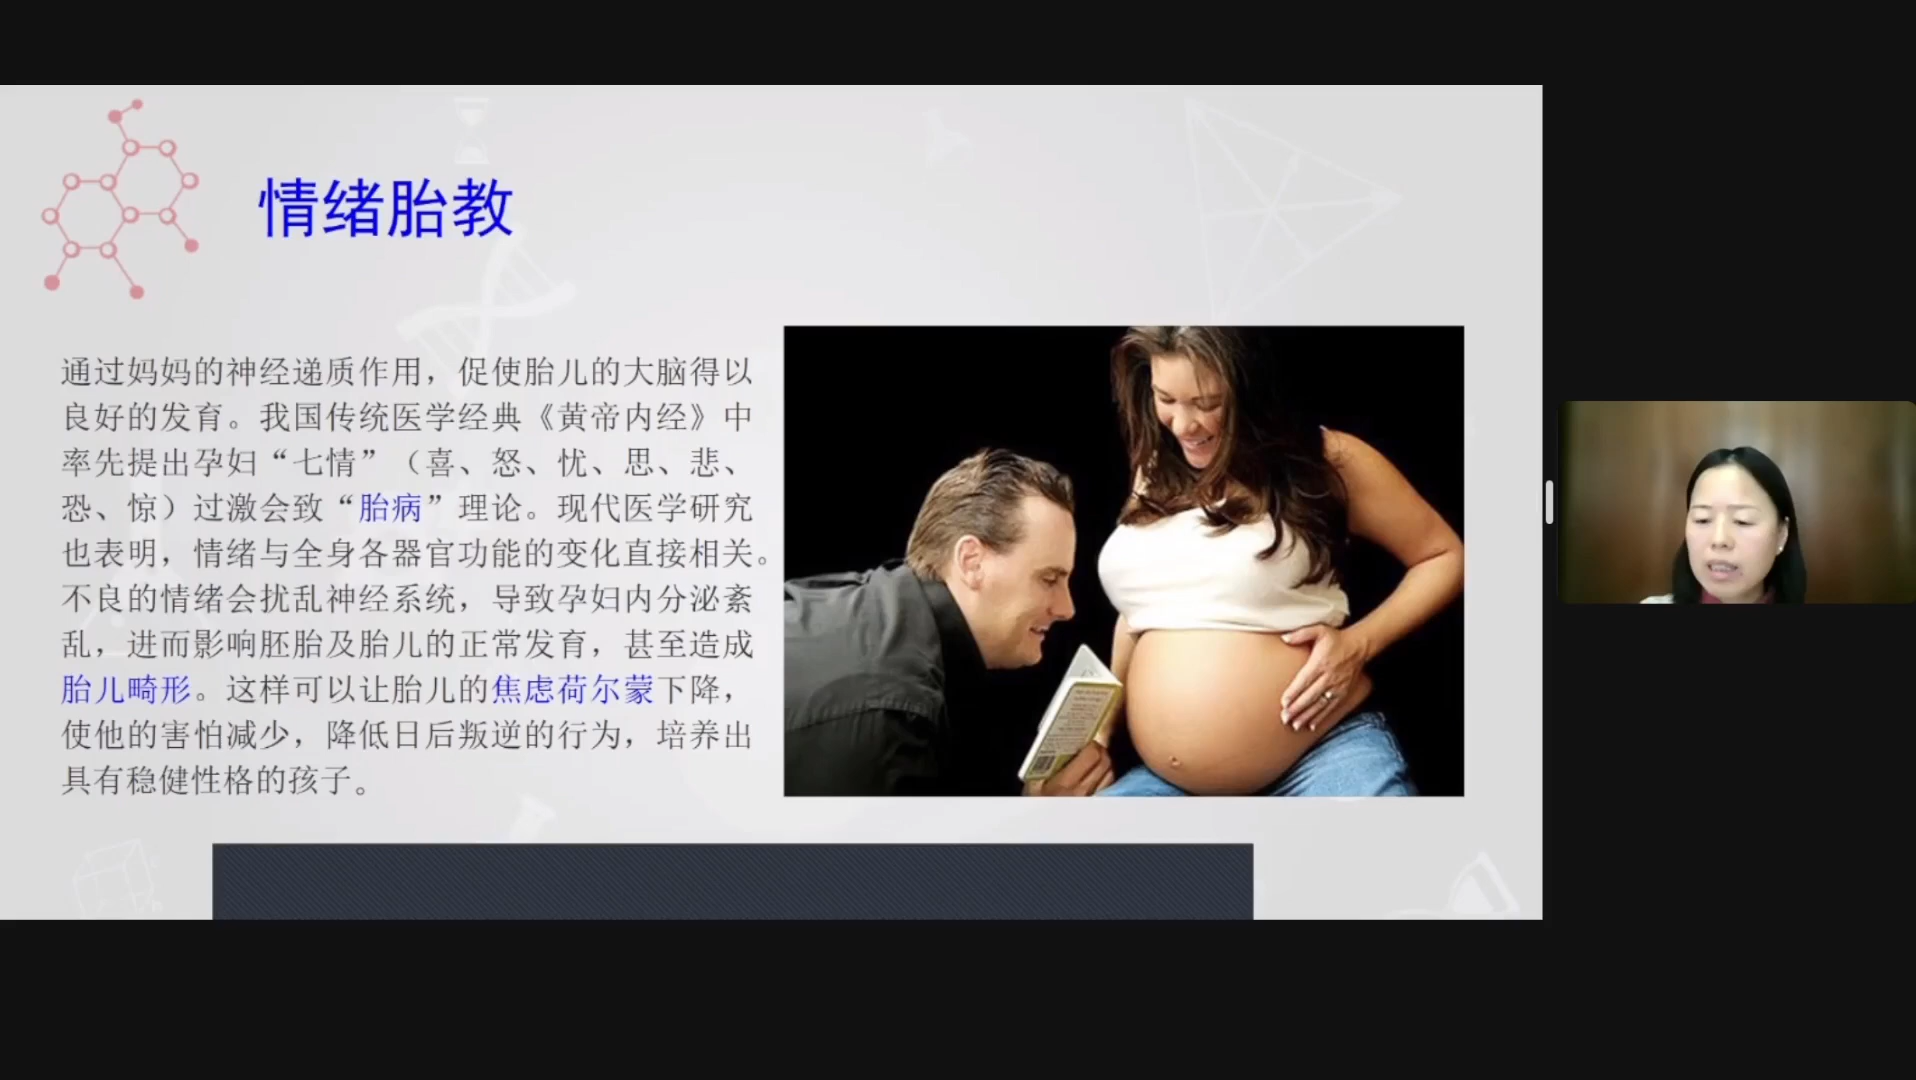 情绪胎教
通过妈妈的神经递质作用，促使胎儿的大脑得以
良好的发育。我国传统医学经典《黄帝内经》中
率先提出孕妇“七情”（喜、怒、忧、思、悲、
恐、惊）过激会致“胎病”理论。现代医学研究
也表明，情绪与全身各器官功能的变化直接相关。
不良的情绪会扰乱神经系统，导致孕妇内分泌紊
乱，进而影响胚胎及胎儿的正常发育，甚至造成
胎儿畸形。这样可以让胎儿的焦虑荷尔蒙下降，
使他的害怕减少，降低日后叛逆的行为，培养出
具有稳健性格的孩子。